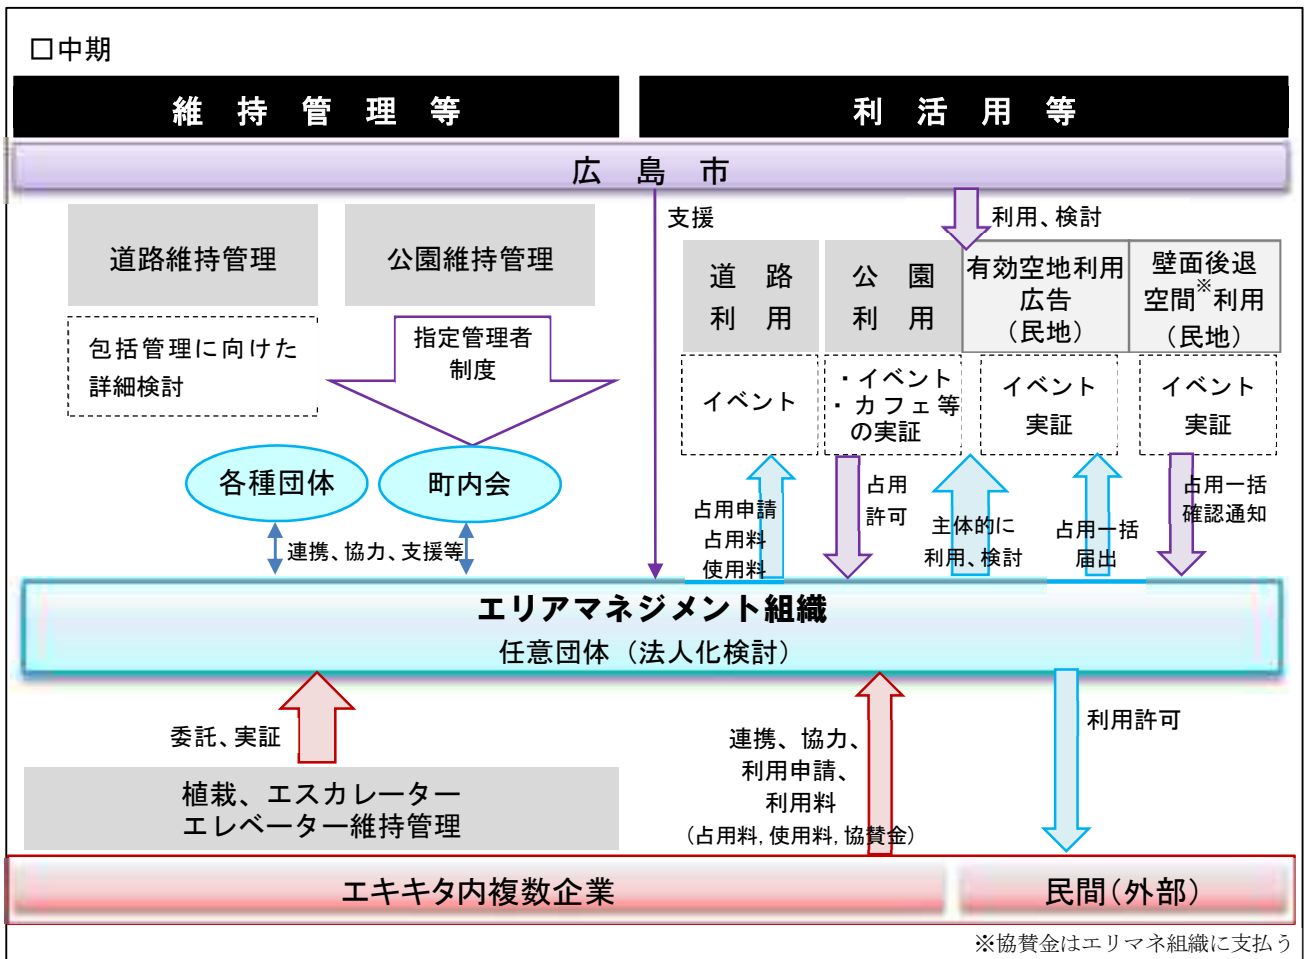 □中期
維持管理等
利活用等
広島市
支援
利用、検討
道路維持管理
公園維持管理
包括管理に向けた
詳細検討
指定管理者
制度
道路
利用
公園
利用
有効空地利用
広告
(民地)
壁面後退
空間※利用
(民地)
イベント
・イベント
・カフェ等
の実証
イベント
実証
イベント
実証
各種団体
町内会
連携、協力、支援等
占用申請
占用料
使用料
占用
許可
主体的に
利用、検討
占用一括
届出
占用一括
確認通知
エリアマネジメント組織
任意団体(法人化検討)
委託、実証
植栽、エスカレーター
エレベーター維持管理
連携、協力、
利用申請、
利用料
(占用料,使用料,協賛金)
利用許可
エキキタ内複数企業
民間(外部)
※協賛金はエリマネ組織に支払う